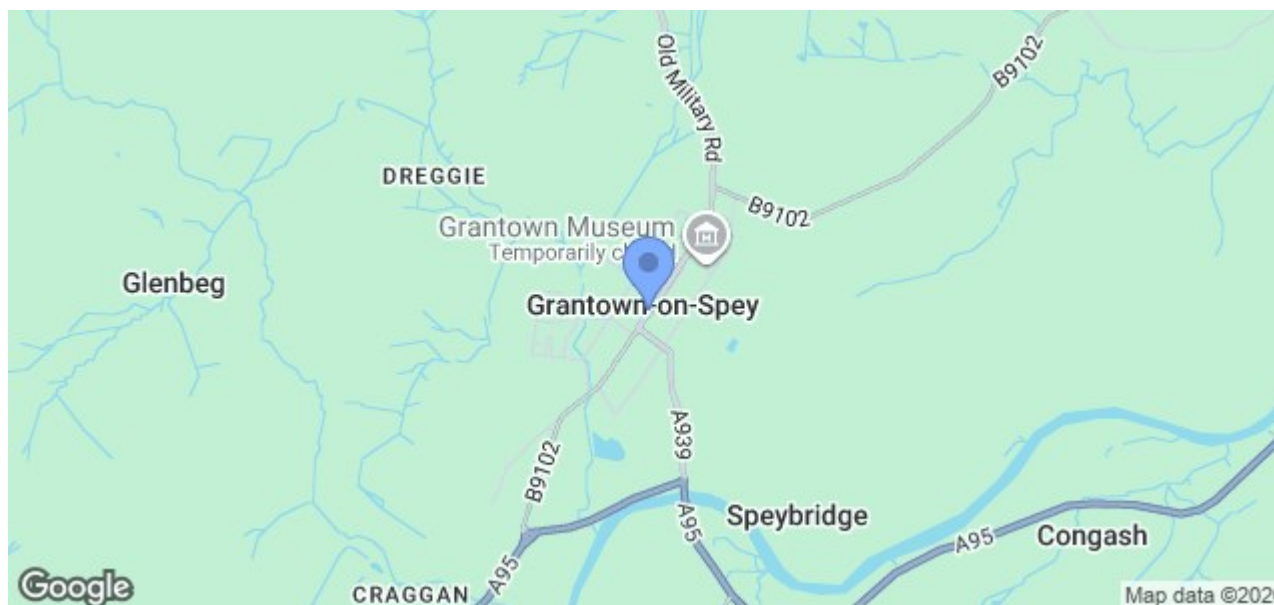 Old Military Rd
B9102
DREGGIE
B9102
Grantown Museum
Temporarily
Glenbeg
Grantown-on-Spey
A939
B9102
Speybridge
A95
A95
Congash
A95
CRAGGAN
Google
Map data ©2020